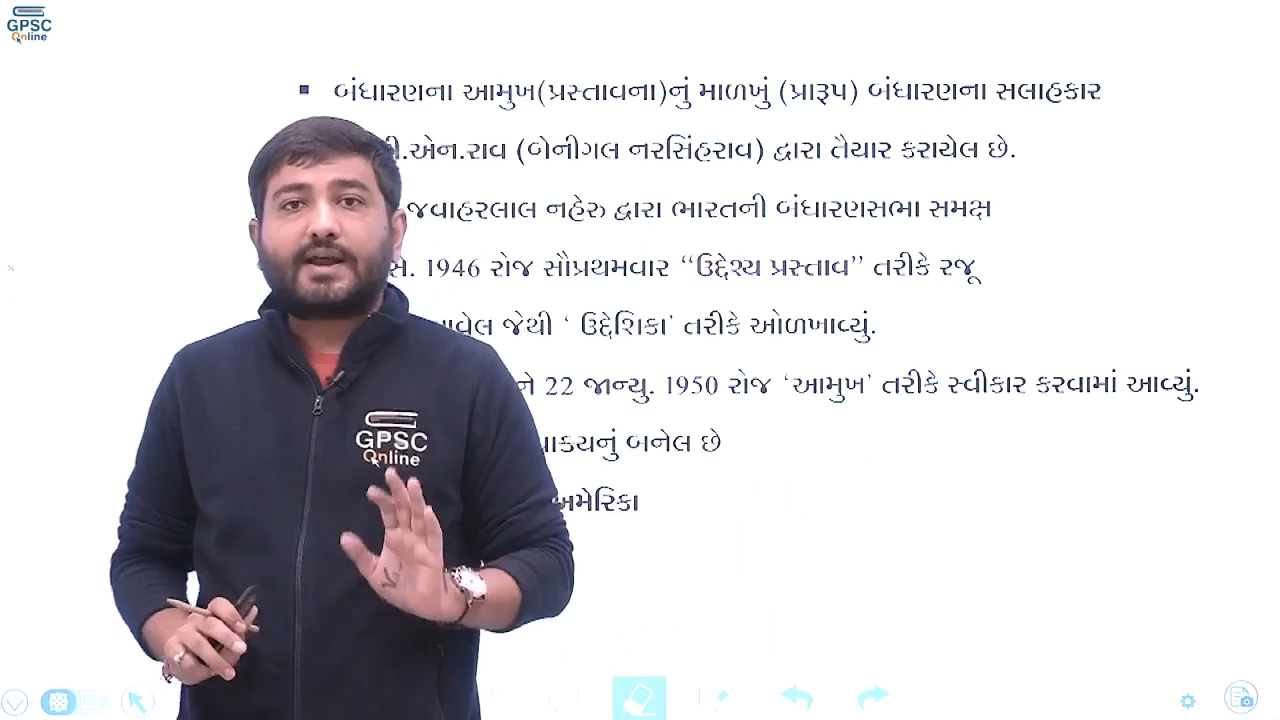 GPSC
Online
▪ બંધારણના આમુખ(પ્રસ્તાવના)નું માળખું (પ્રારૂપ) બંધારણના સલાહકાર
.એન.રાવ (બેનીગલ નરસિંહરાવ) દ્વારા તૈયાર કરાયેલ છે.
જવાહરલાલ નહેરુ દ્વારા ભારતની બંધારણસભા સમક્ષ
સે. 1946 રોજ સૌપ્રથમવાર “ઉદ્દેશ્ય પ્રસ્તાવ” તરીકે રજૂ
જેથી ‘ ઉદ્દેશિકા’ તરીકે ઓળખાવ્યું.
ને 22 જાન્યુ. 1950 રોજ ‘આમુખ’ તરીકે સ્વીકાર કરવામાં આવ્યું.
બનેલ છે
અમેરિકા
GPSC
Online